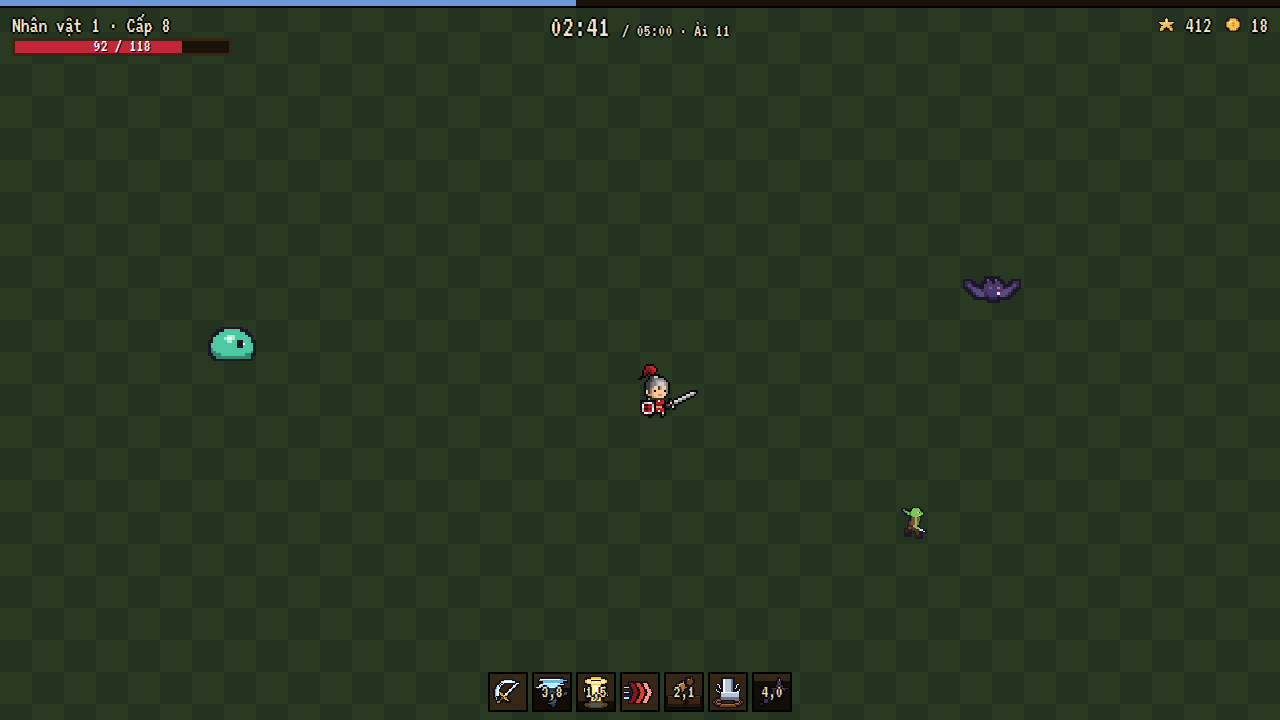 Nhân vật 1 · Cấp 8
92 / 118
02:41 / 05:00 · Ải 11
412 18
3,8 1,5 2,1 4,0